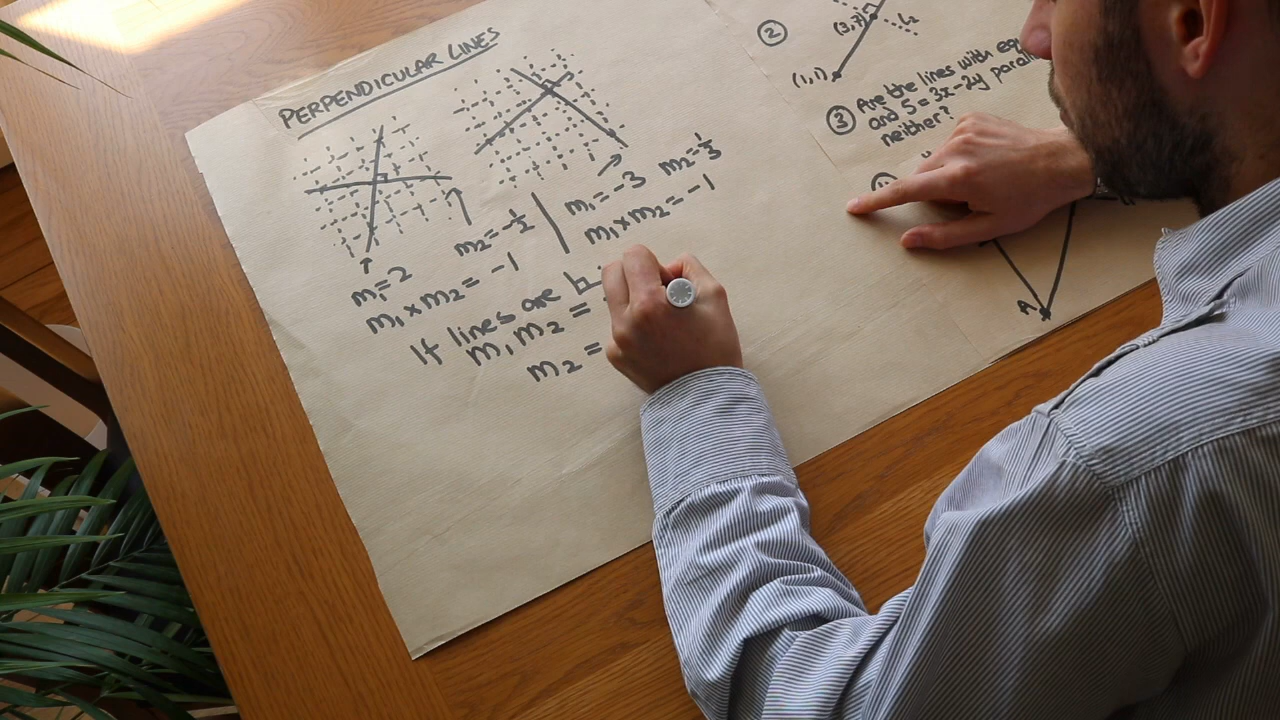 PERPENDICULAR LINES
m₁=2
m₂=-½
m₁×m₂= -1
m₁=-3
m₂=⅓
m₁×m₂=-1
If lines are
m₁m₂ =
m₂ =
②
(3,7)
L₂
(1,1)
③ Are the lines with
and 5=3x-2y
neither?
A